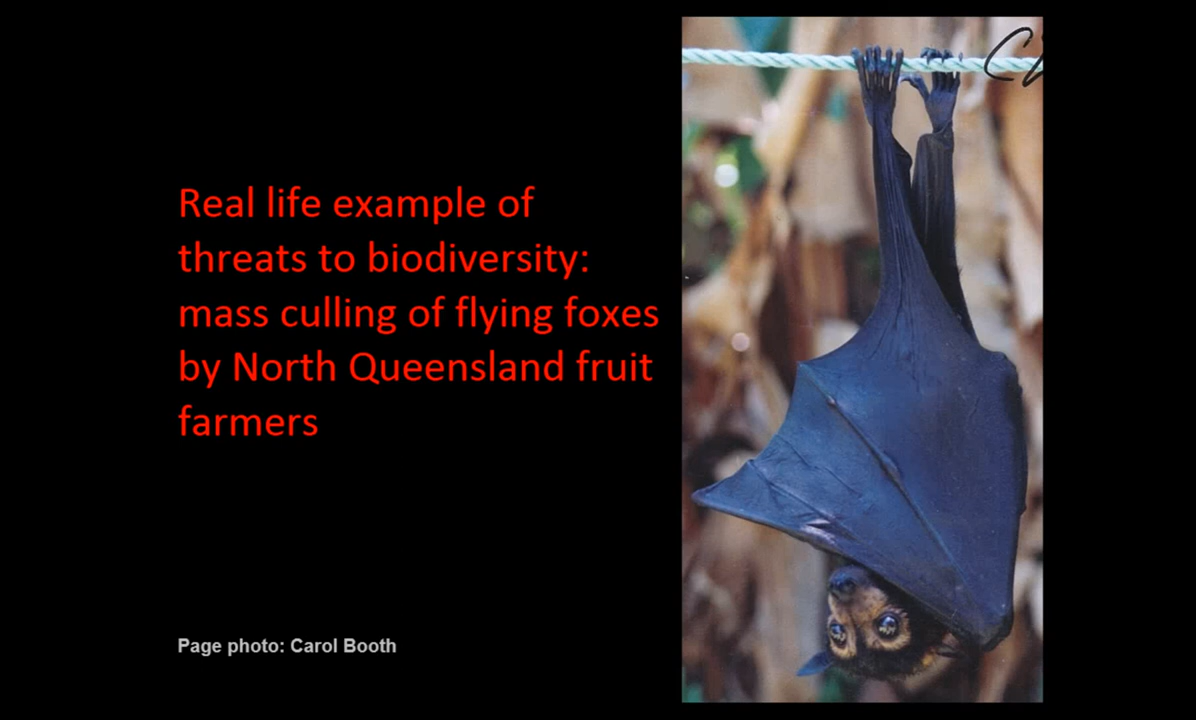 Real life example of
threats to biodiversity:
mass culling of flying foxes
by North Queensland fruit
farmers
Page photo: Carol Booth